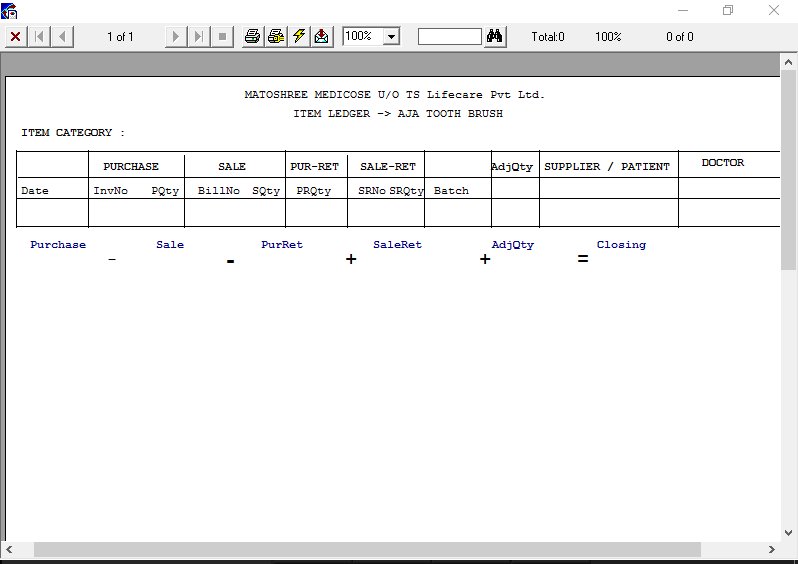 1 of 1 100% Total:0 100% 0 of 0
MATOSHREE MEDICOSE U/O TS Lifecare Pvt Ltd.
ITEM LEDGER -> AJA TOOTH BRUSH
ITEM CATEGORY :
PURCHASE SALE PUR-RET SALE-RET AdjQty SUPPLIER / PATIENT DOCTOR
Date InvNo PQty BillNo SQty PRQty SRNo SRQty Batch
Purchase Sale PurRet SaleRet AdjQty Closing
- - + + =